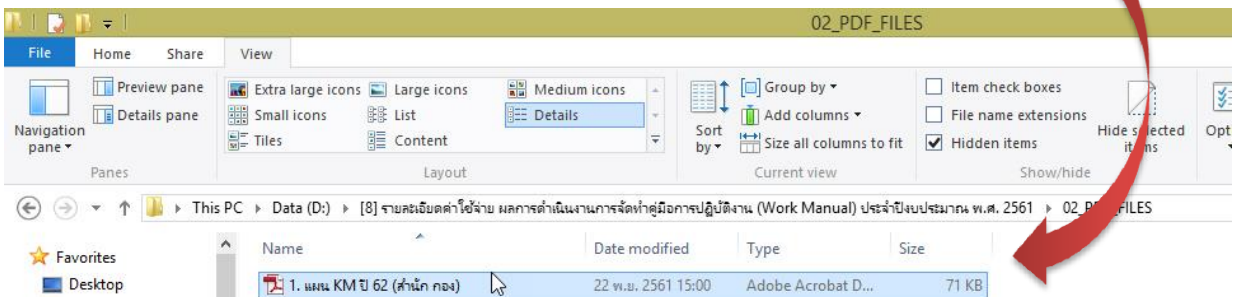 02_PDF_FILES
File Home Share View
Preview pane Extra large icons Large icons Medium icons Group by Item check boxes
Details pane Small icons List Details Add columns File name extensions
Navigation pane Tiles Content Sort by Size all columns to fit Hidden items Hide selected items
Panes Layout Current view Show/hide
This PC Data (D:) [8] รายละเอียดค่าใช้จ่าย ผลการดำเนินงานการจัดทำคู่มือการปฏิบัติงาน (Work Manual) ประจำปีงบประมาณ พ.ศ. 2561 02_PDF_FILES
Favorites Name Date modified Type Size
Desktop 1. แผน KM ปี 62 (สำนัก กอง) 22 พ.ย. 2561 15:00 Adobe Acrobat D... 71 KB